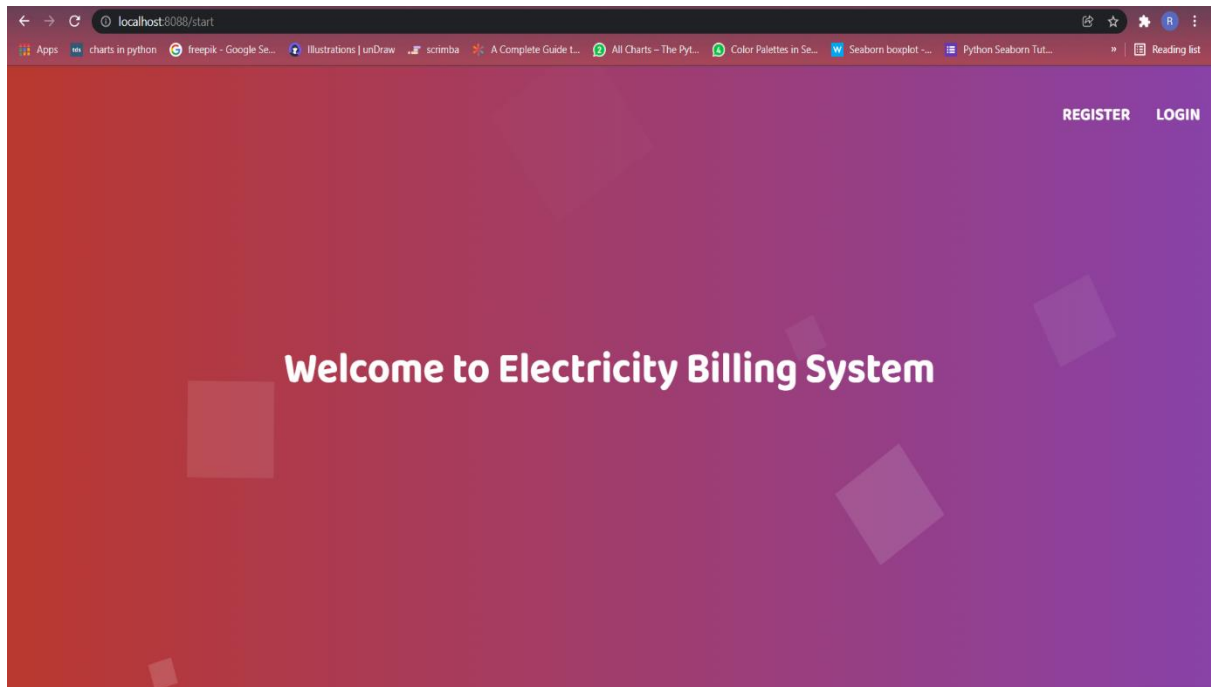 localhost:8088/start
Apps charts in python freepik - Google Se... Illustrations | unDraw scrimba A Complete Guide t... All Charts – The Pyt... Color Palettes in Se... Seaborn boxplot -... Python Seaborn Tut... » Reading list
REGISTER LOGIN
Welcome to Electricity Billing System